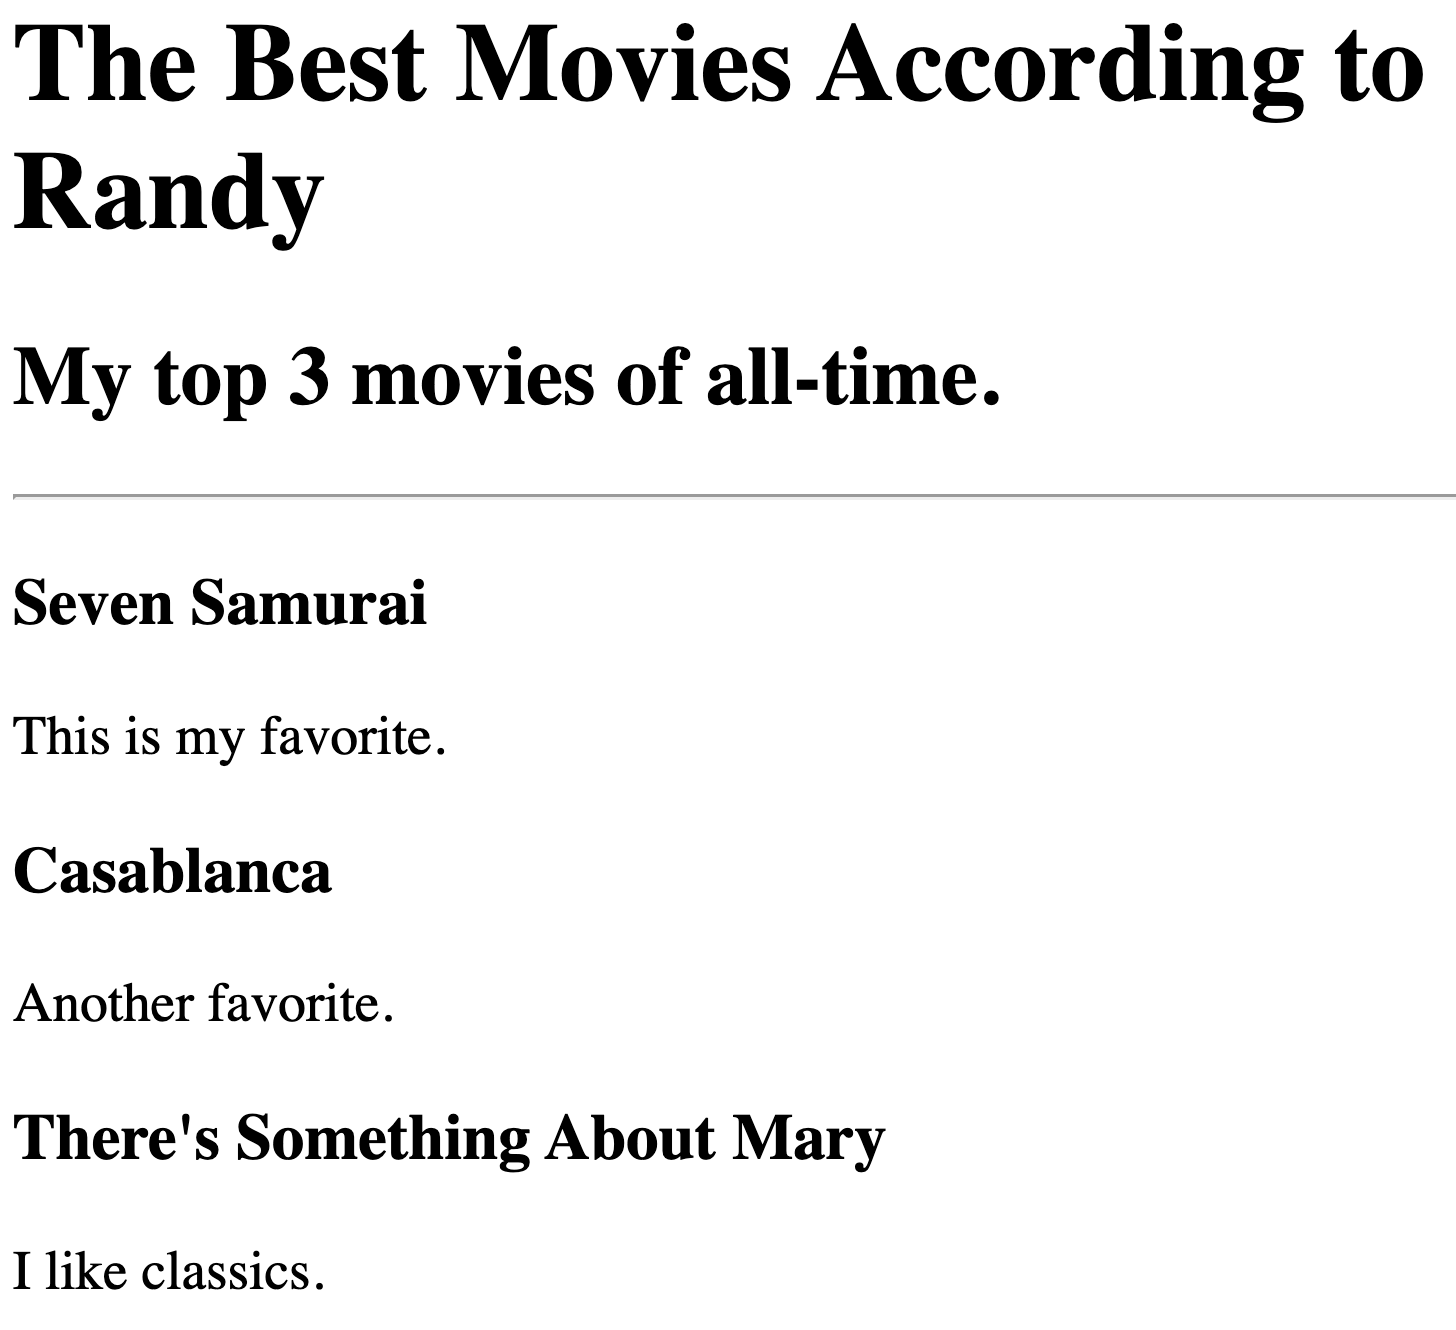 The Best Movies According to
Randy
My top 3 movies of all-time.
Seven Samurai
This is my favorite.
Casablanca
Another favorite.
There's Something About Mary
I like classics.